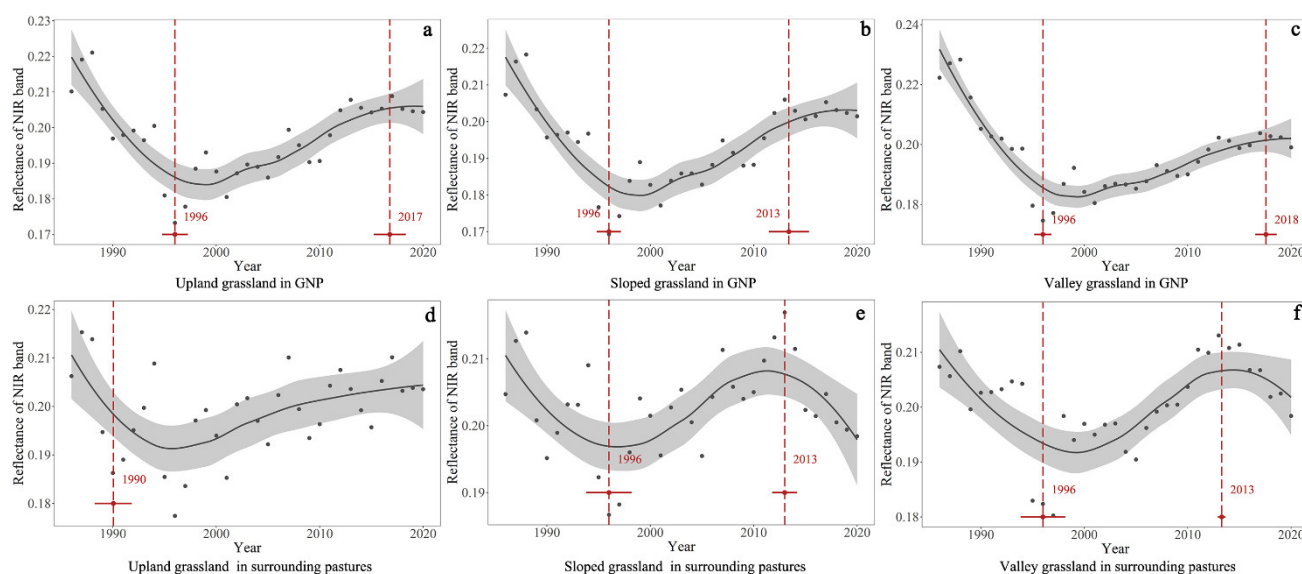 a
0.23
0.22
0.21
0.20
0.19
0.18
0.17
Reflectance of NIR band
1996
2017
1990
2000
2010
2020
Year
Upland grassland in GNP
b
0.23
0.22
0.21
0.20
0.19
0.18
0.17
Reflectance of NIR band
1996
2013
1990
2000
2010
2020
Year
Sloped grassland in GNP
c
0.24
0.22
0.20
0.18
0.16
Reflectance of NIR band
1996
2018
1990
2000
2010
2020
Year
Valley grassland in GNP
d
0.22
0.21
0.20
0.19
0.18
Reflectance of NIR band
1990
1990
2000
2010
2020
Year
Upland grassland in surrounding pastures
e
0.21
0.20
0.19
Reflectance of NIR band
1996
2013
1990
2000
2010
2020
Year
Sloped grassland in surrounding pastures
f
0.21
0.20
0.19
0.18
Reflectance of NIR band
1996
2013
1990
2000
2010
2020
Year
Valley grassland in surrounding pastures